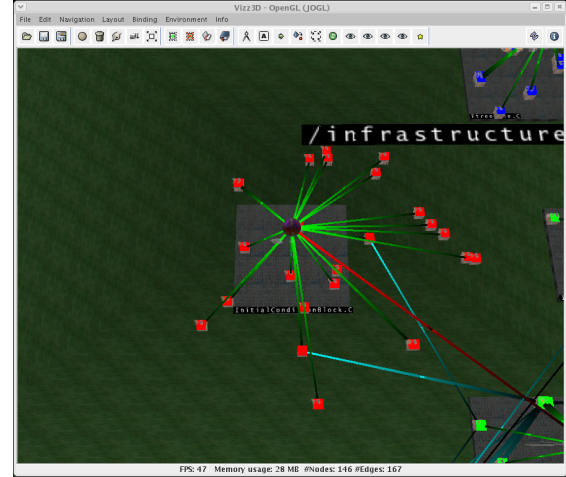 Vizz3D - OpenGL (JOGL)
File Edit Navigation Layout Binding Environment Info
/infrastructure
InitialConditionBlock.C
FPS: 47 Memory usage: 28 MB #Nodes: 146 #Edges: 167